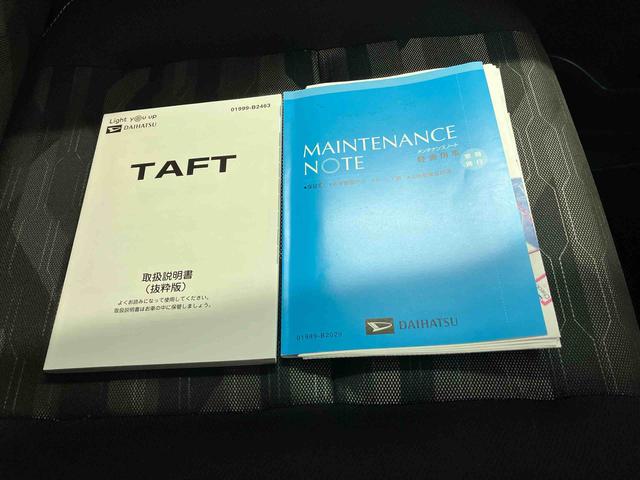 Light you up
DAIHATSU
01999-B2463
TAFT
取扱説明書
(抜粋版)
よくお読みになって使用してください。
取扱説明書はお車の中に保管しましょう。
MAINTENANCE
NOTE
メンテナンスノート
DAIHATSU
01999-B2029